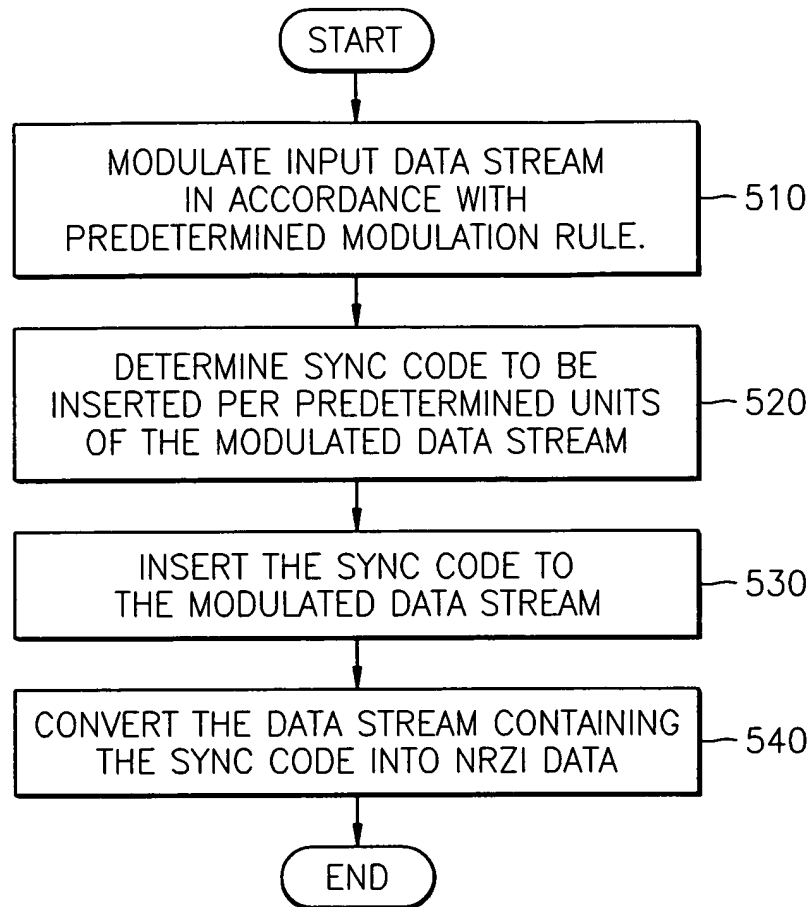 START
MODULATE INPUT DATA STREAM
IN ACCORDANCE WITH
PREDETERMINED MODULATION RULE.
510
DETERMINE SYNC CODE TO BE
INSERTED PER PREDETERMINED UNITS
OF THE MODULATED DATA STREAM
520
INSERT THE SYNC CODE TO
THE MODULATED DATA STREAM
530
CONVERT THE DATA STREAM CONTAINING
THE SYNC CODE INTO NRZI DATA
540
END